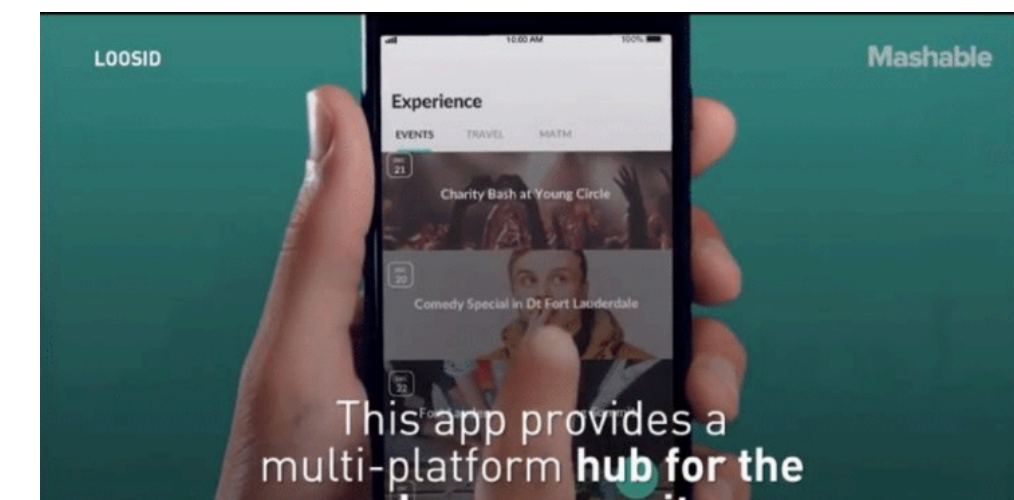 LOOSID
Mashable
10:00 AM
100%
Experience
EVENTS TRAVEL MATM
DEC
21
Charity Bash at Young Circle
20
Comedy Special in Dt Fort Lauderdale
22
This app provides a
multi-platform hub for the